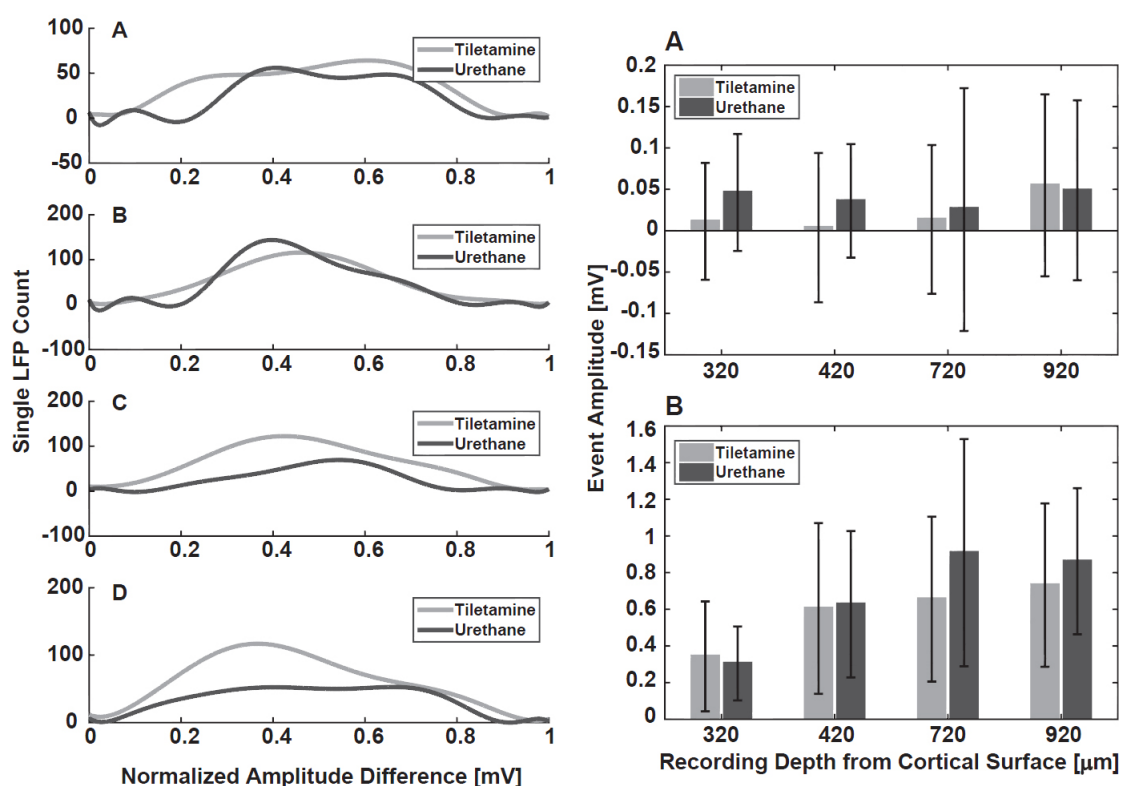 A
100
50
0
-50
Tiletamine
Urethane
0 0.2 0.4 0.6 0.8 1
B
200
100
0
-100
Tiletamine
Urethane
0 0.2 0.4 0.6 0.8 1
C
200
100
0
-100
Tiletamine
Urethane
0 0.2 0.4 0.6 0.8 1
D
200
100
0
Tiletamine
Urethane
0 0.2 0.4 0.6 0.8 1
Single LFP Count
Normalized Amplitude Difference [mV]
A
0.2
0.15
0.1
0.05
0
-0.05
-0.1
-0.15
Tiletamine
Urethane
320 420 720 920
B
1.6
1.4
1.2
1
0.8
0.6
0.4
0.2
0
Tiletamine
Urethane
320 420 720 920
Event Amplitude [mV]
Recording Depth from Cortical Surface [μm]